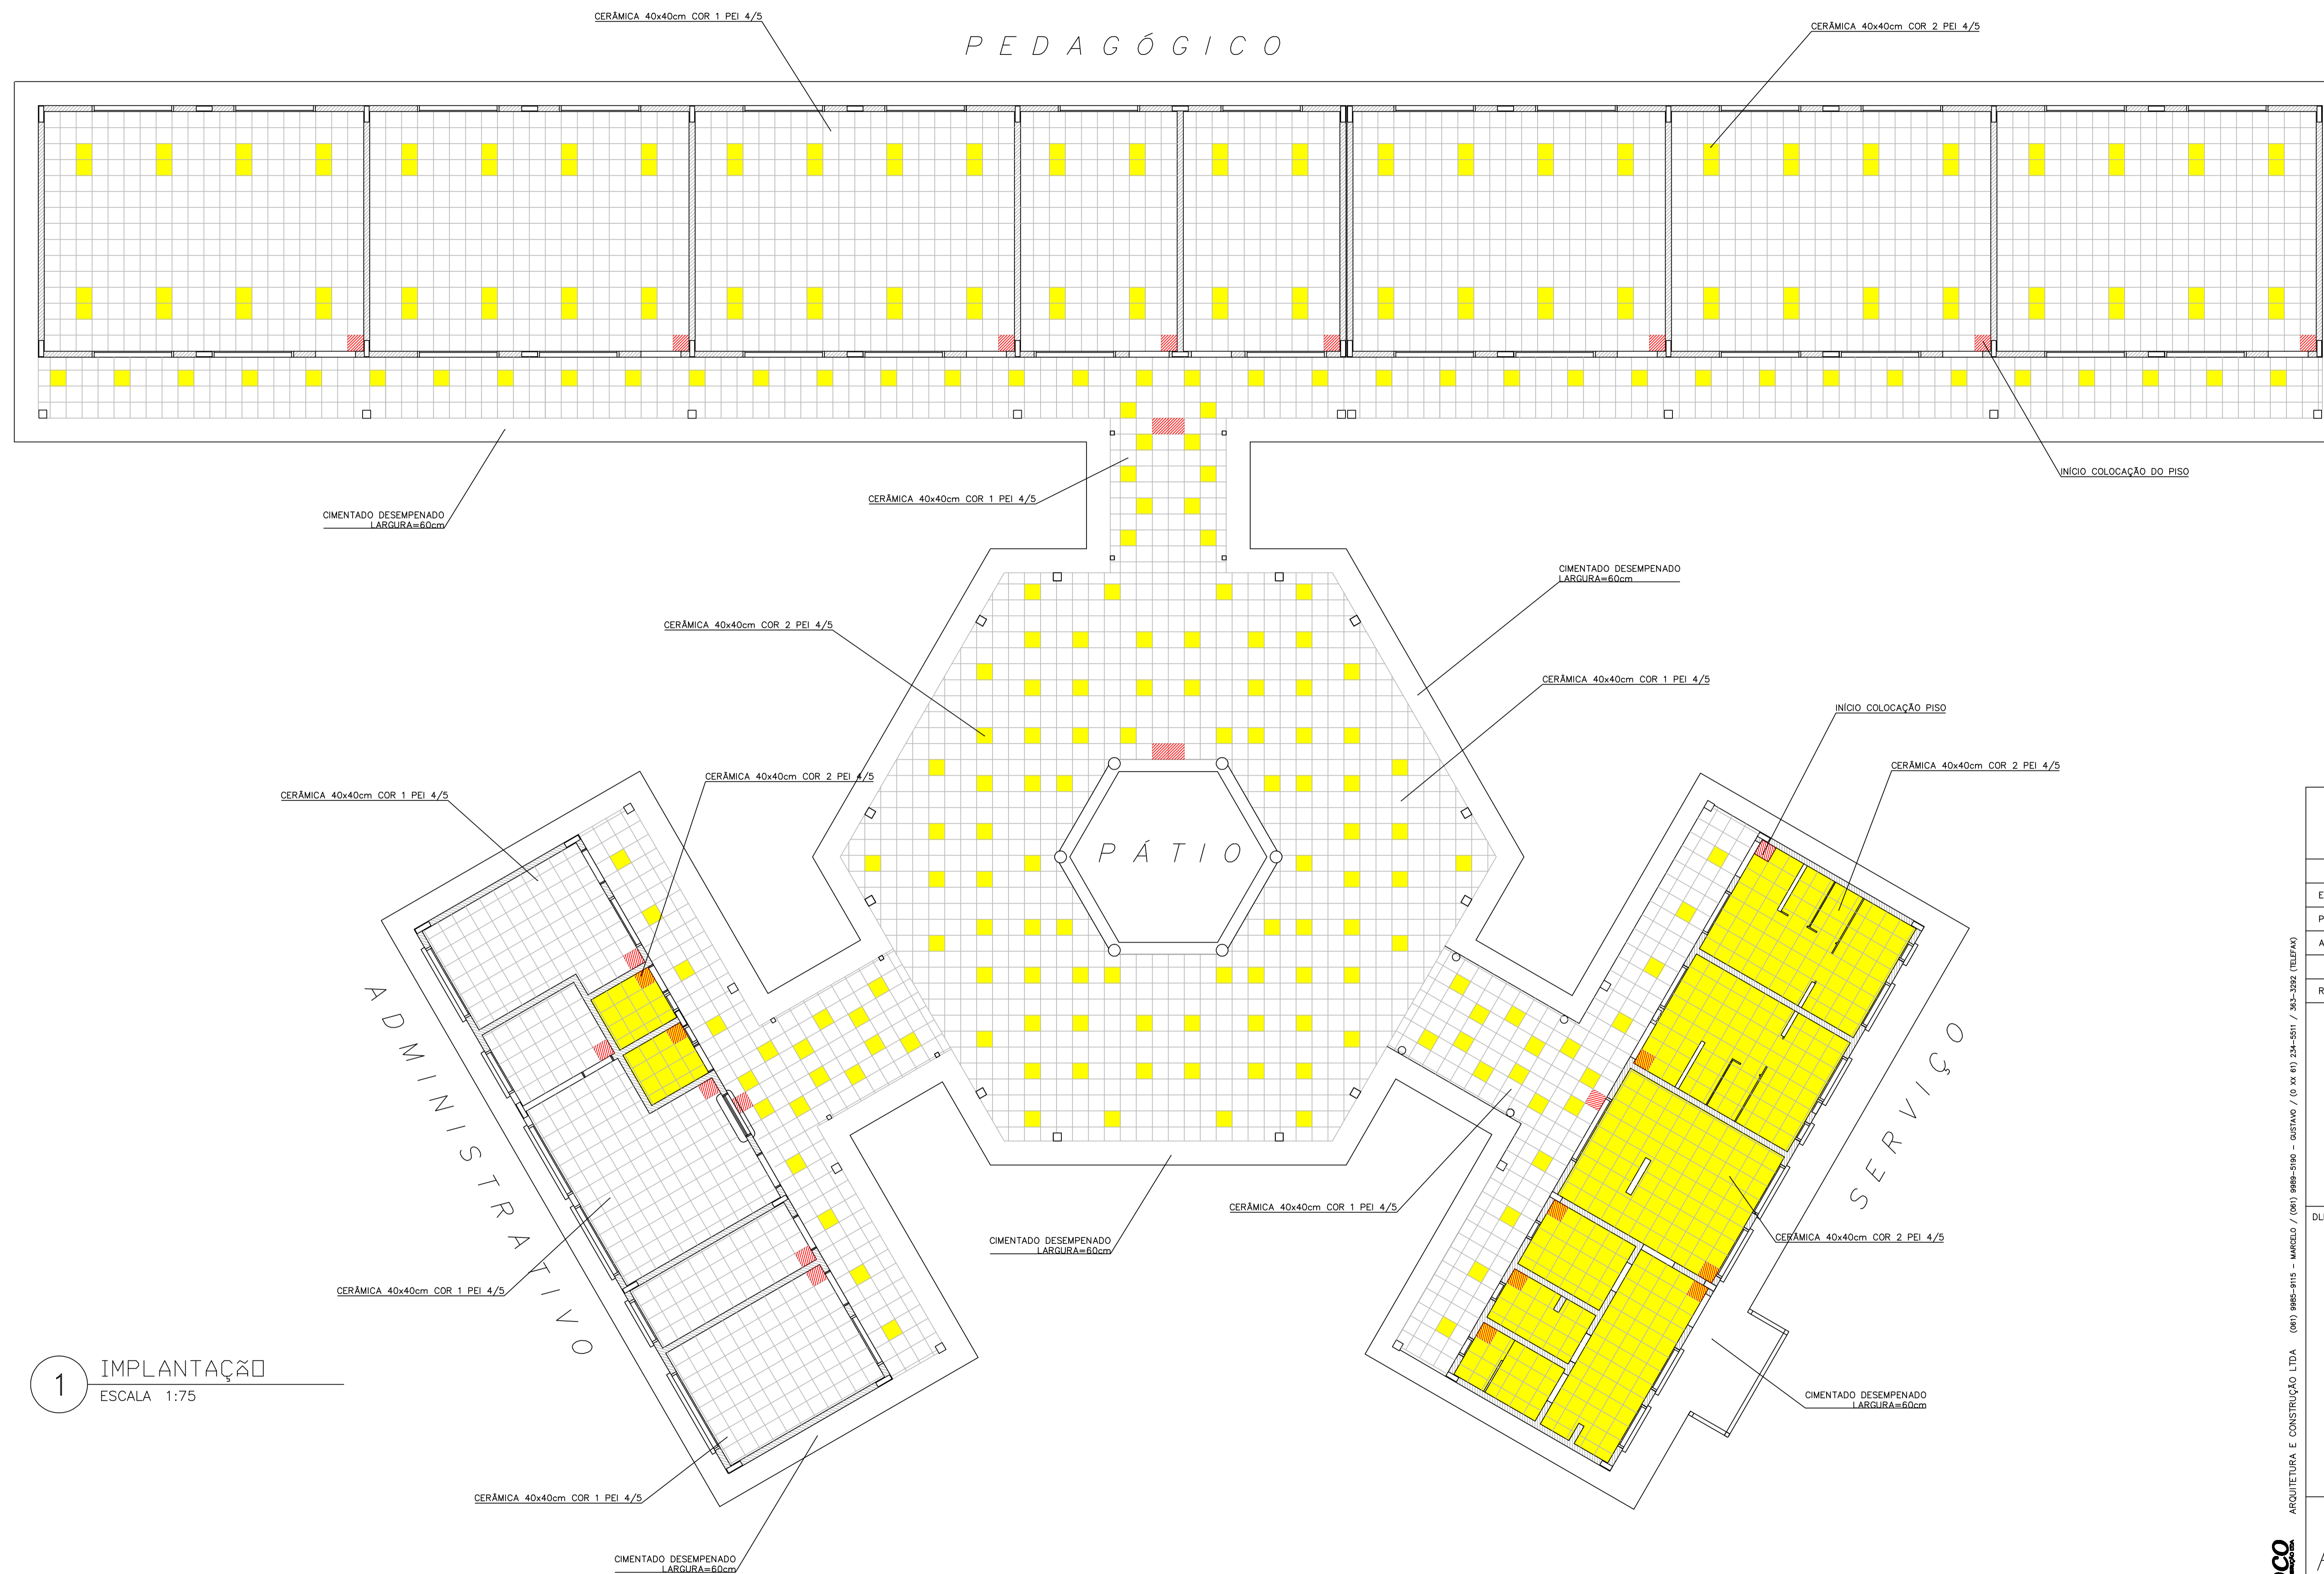 CERÂMICA 40x40cm COR 1 PEI 4/5
CERÂMICA 40x40cm COR 2 PEI 4/5
PEDAGÓGICO
INÍCIO COLOCAÇÃO DO PISO
CERÂMICA 40x40cm COR 1 PEI 4/5
CIMENTADO DESEMPENADO
LARGURA=60cm
CIMENTADO DESEMPENADO
LARGURA=60cm
CERÂMICA 40x40cm COR 2 PEI 4/5
CERÂMICA 40x40cm COR 1 PEI 4/5
INÍCIO COLOCAÇÃO PISO
CERÂMICA 40x40cm COR 2 PEI 4/5
CERÂMICA 40x40cm COR 2 PEI 4/5
CERÂMICA 40x40cm COR 1 PEI 4/5
PÁTIO
ADMINISTRATIVO
SERVIÇO
CERÂMICA 40x40cm COR 1 PEI 4/5
CIMENTADO DESEMPENADO
LARGURA=60cm
CERÂMICA 40x40cm COR 2 PEI 4/5
CERÂMICA 40x40cm COR 1 PEI 4/5
1
IMPLANTAÇÃO
ESCALA 1:75
CIMENTADO DESEMPENADO
LARGURA=60cm
CERÂMICA 40x40cm COR 1 PEI 4/5
CIMENTADO DESEMPENADO
LARGURA=60cm
ARQUITETURA E CONSTRUÇÃO LTDA (061) 9985-9115 - MARCELO / (061) 9989-5190 - GUSTAVO / (0 XX 61) 234-5511 / 363-3292 (TELEFAX)
E
P
A
R